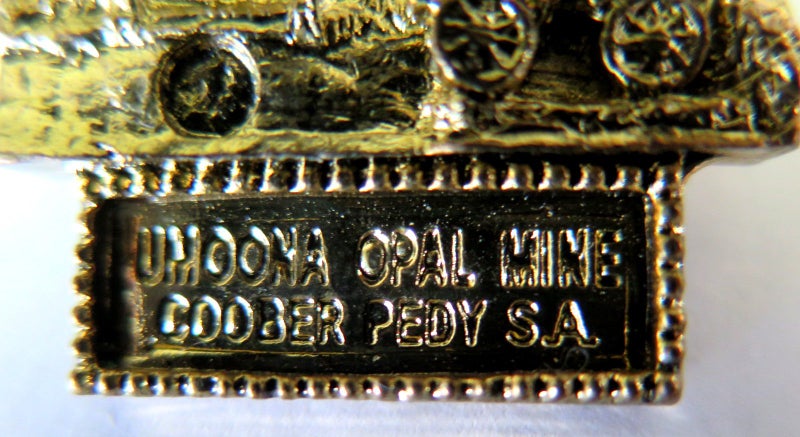 UMOONA OPAL MINE
COOBER PEDY S.A.